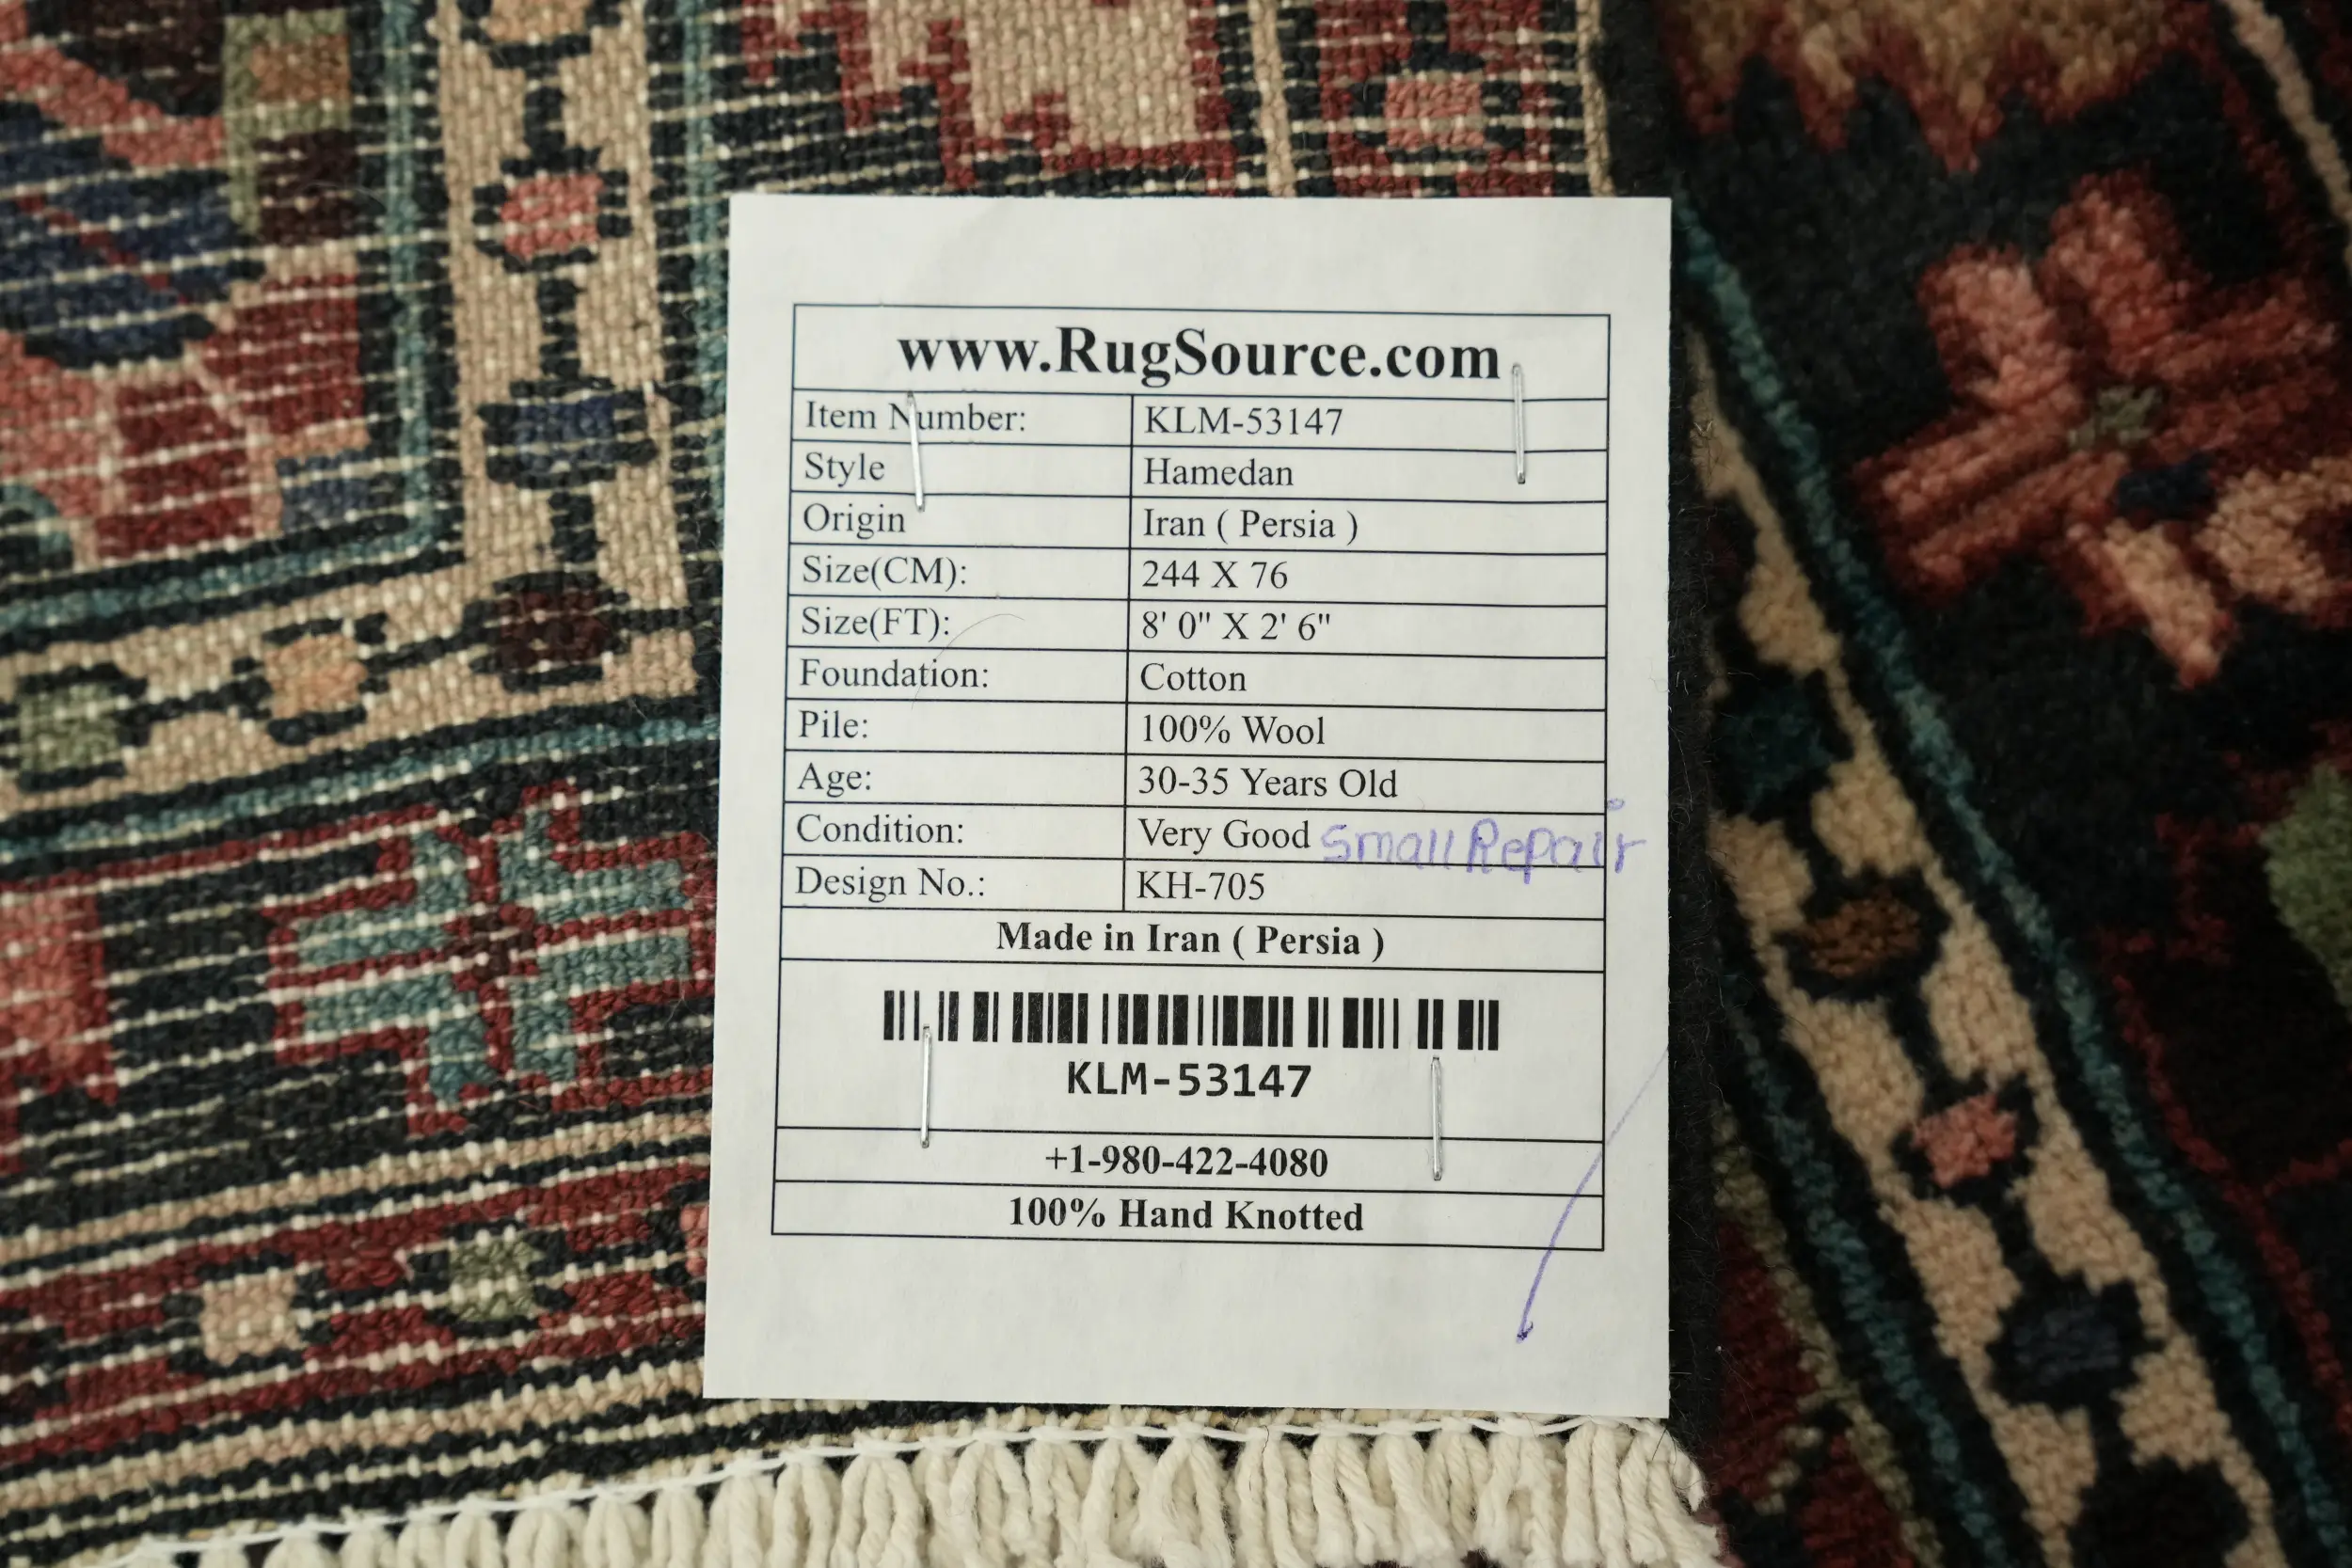 www.RugSource.com
Item Number: KLM-53147
Style Hamedan
Origin Iran ( Persia )
Size(CM): 244 X 76
Size(FT): 8' 0" X 2' 6"
Foundation: Cotton
Pile: 100% Wool
Age: 30-35 Years Old
Condition: Very Good Small Repair
Design No.: KH-705
Made in Iran ( Persia )
KLM-53147
+1-980-422-4080
100% Hand Knotted